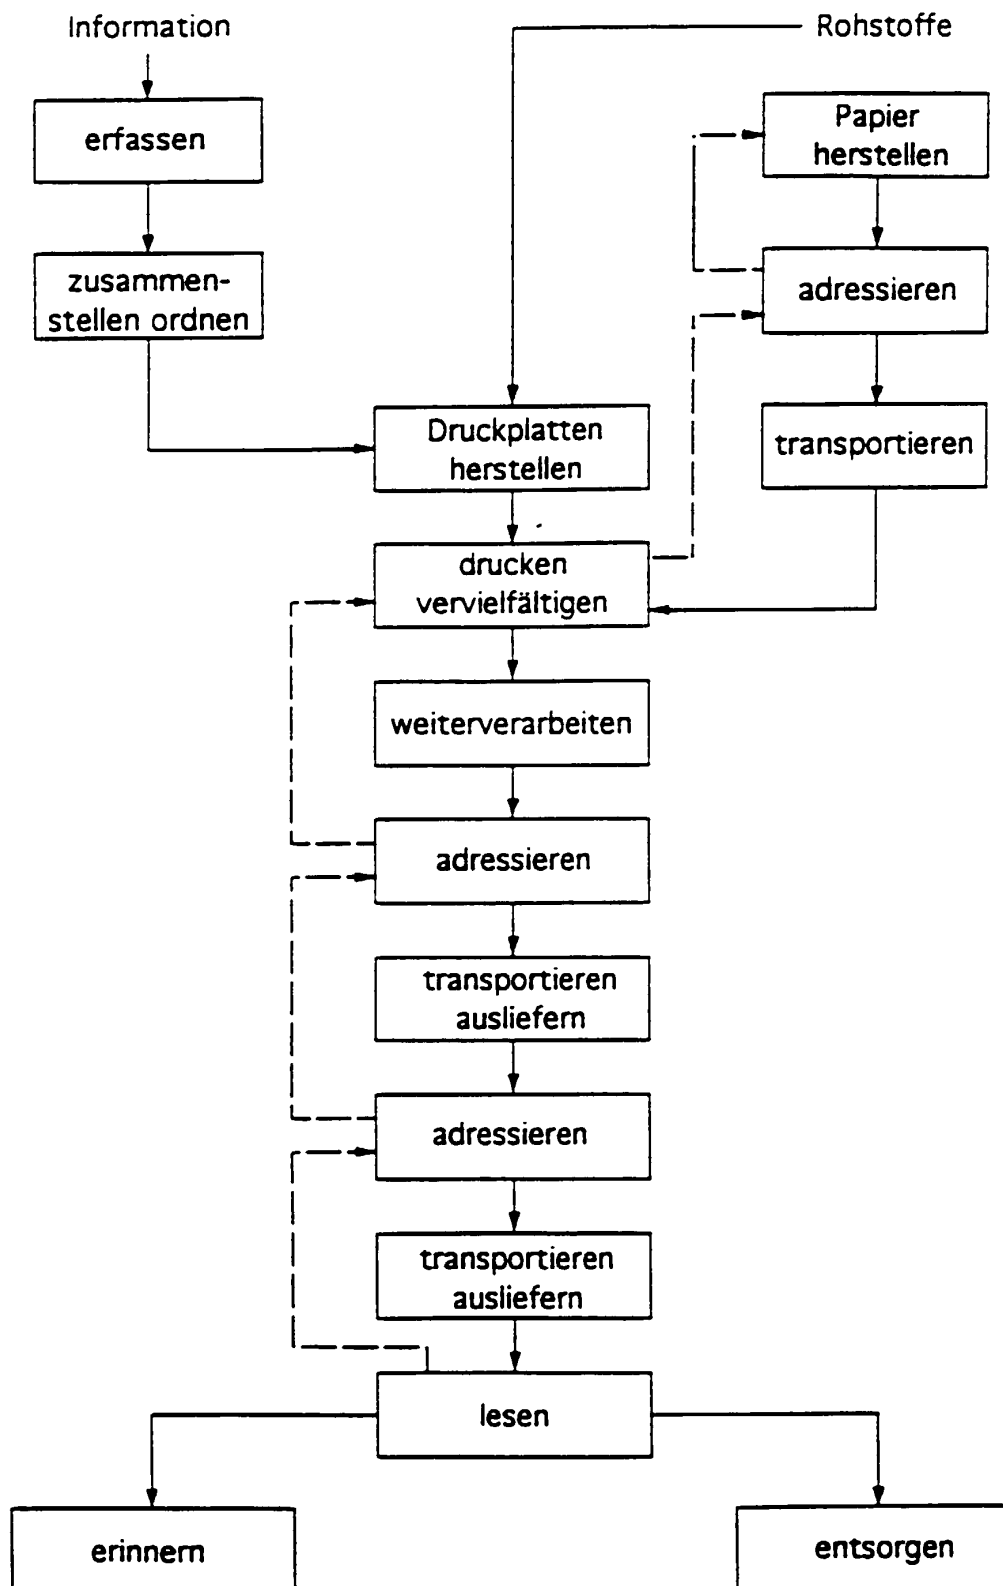 Information
Rohstoffe
erfassen
Papier
herstellen
zusammen-
stellen ordnen
adressieren
Druckplatten
herstellen
transportieren
drucken
vervielfältigen
weiterverarbeiten
adressieren
transportieren
ausliefern
adressieren
transportieren
ausliefern
lesen
erinnern
entsorgen